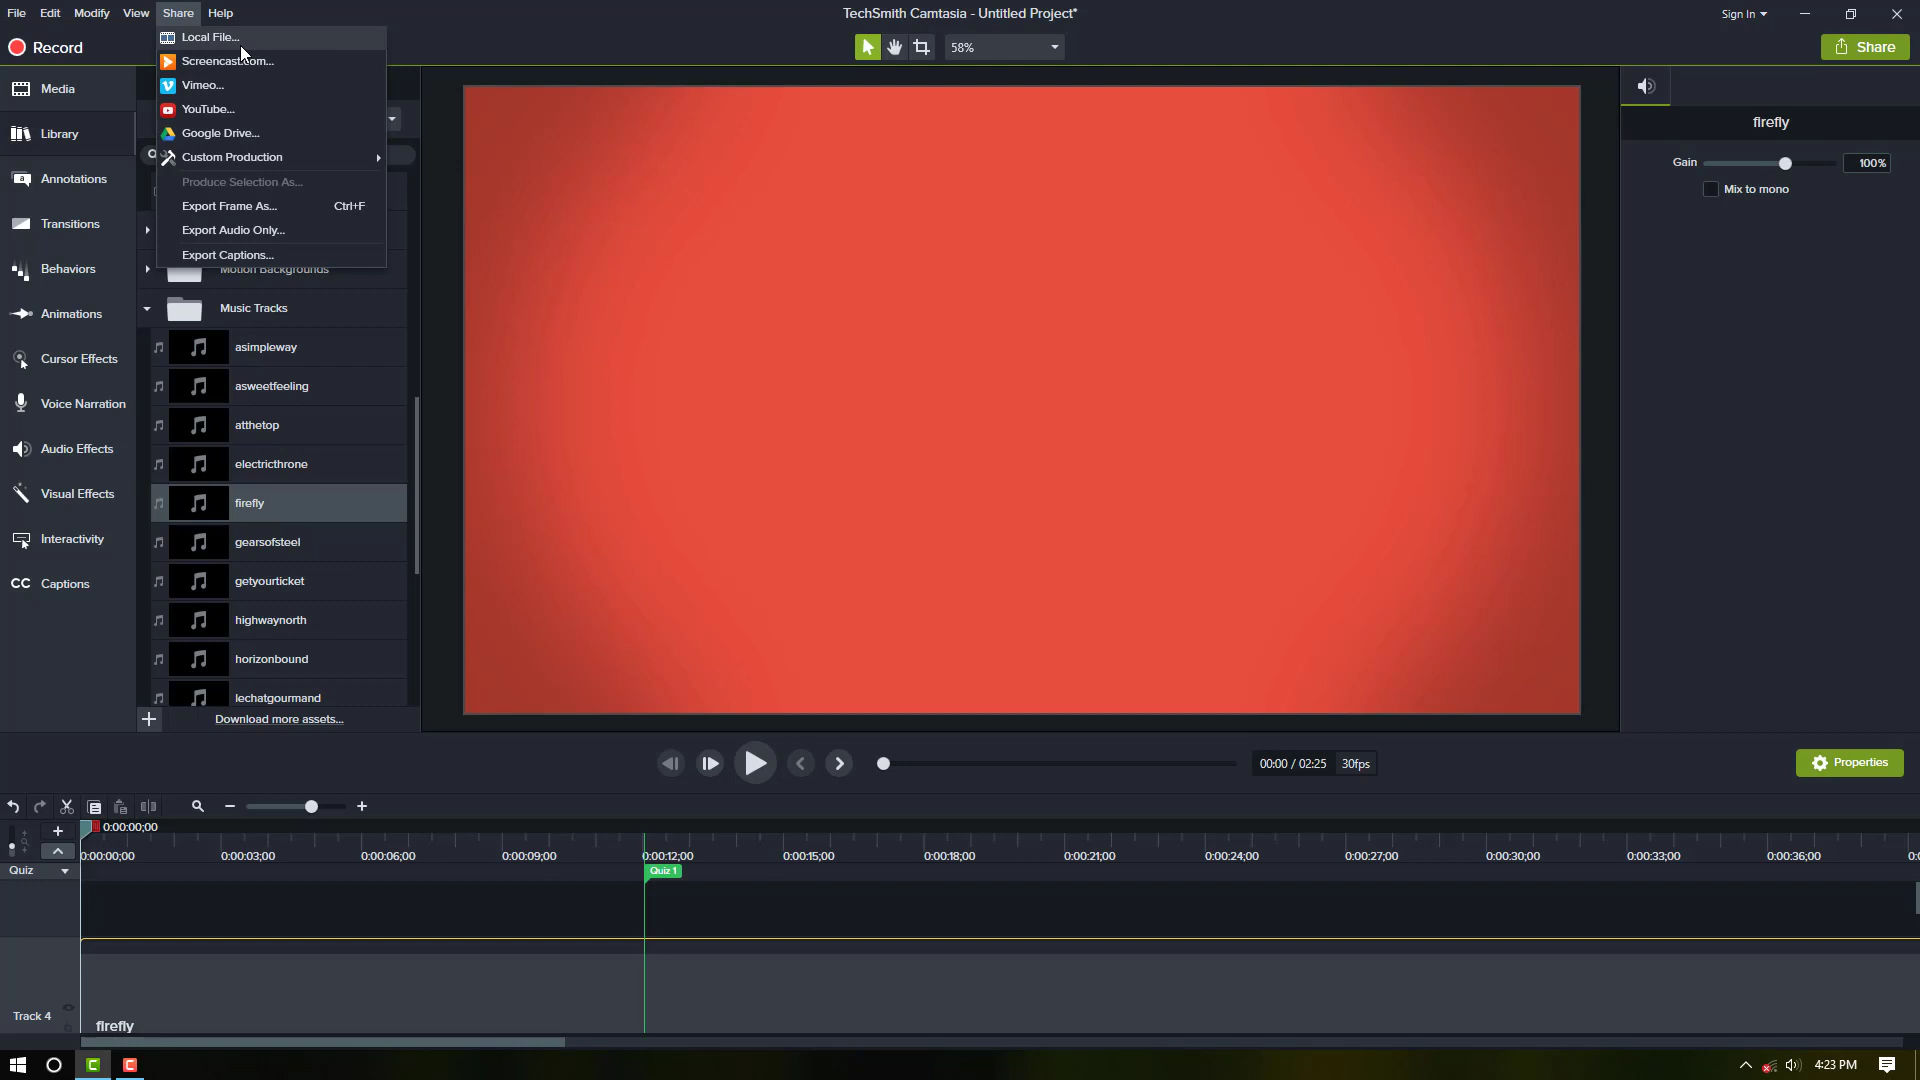 File Edit Modify View Share Help
TechSmith Camtasia - Untitled Project*
Sign In
Record
58%
Share
Local File...
Screencast.com...
Vimeo...
YouTube...
Google Drive...
Custom Production
Produce Selection As...
Export Frame As... Ctrl+F
Export Audio Only...
Export Captions...
Media
Library
Annotations
Transitions
Behaviors
Animations
Cursor Effects
Voice Narration
Audio Effects
Visual Effects
Interactivity
CC Captions
Motion Backgrounds
Music Tracks
asimpleway
asweetfeeling
atthetop
electricthrone
firefly
gearsofsteel
getyourticket
highwaynorth
horizonbound
lechatgourmand
Download more assets...
firefly
Gain 100%
Mix to mono
00:00 / 02:25 30fps
Properties
0:00:00;00
0:00:00;00 0:00:03;00 0:00:06;00 0:00:09;00 0:00:12;00 0:00:15;00 0:00:18;00 0:00:21;00 0:00:24;00 0:00:27;00 0:00:30;00 0:00:33;00 0:00:36;00 0:
Quiz
Quiz 1
Track 4
firefly
4:23 PM